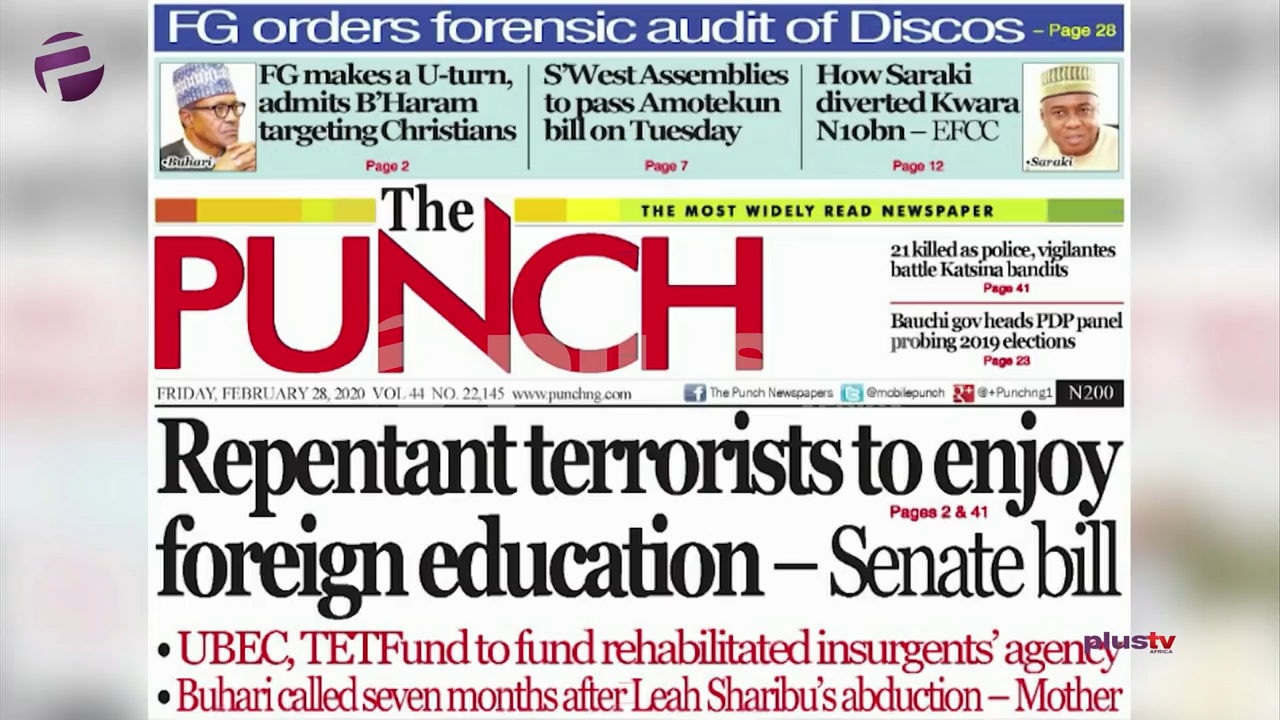 FG orders forensic audit of Discos – Page 28
FG makes a U-turn,
admits B'Haram
targeting Christians
Page 2
•Buhari
S'West Assemblies
to pass Amotekun
bill on Tuesday
Page 7
How Saraki
diverted Kwara
N10bn – EFCC
Page 12
•Saraki
The
PUNCH
THE MOST WIDELY READ NEWSPAPER
21 killed as police, vigilantes
battle Katsina bandits
Page 41
Bauchi gov heads PDP panel
probing 2019 elections
Page 23
FRIDAY, FEBRUARY 28, 2020 VOL 44 NO. 22,145 www.punchng.com
The Punch Newspapers @mobilepunch @+Punchng1 N200
Repentant terrorists to enjoy
Pages 2 & 41
foreign education – Senate bill
• UBEC, TETFund to fund rehabilitated insurgents' agency
• Buhari called seven months after Leah Sharibu's abduction – Mother
plustv
AFRICA